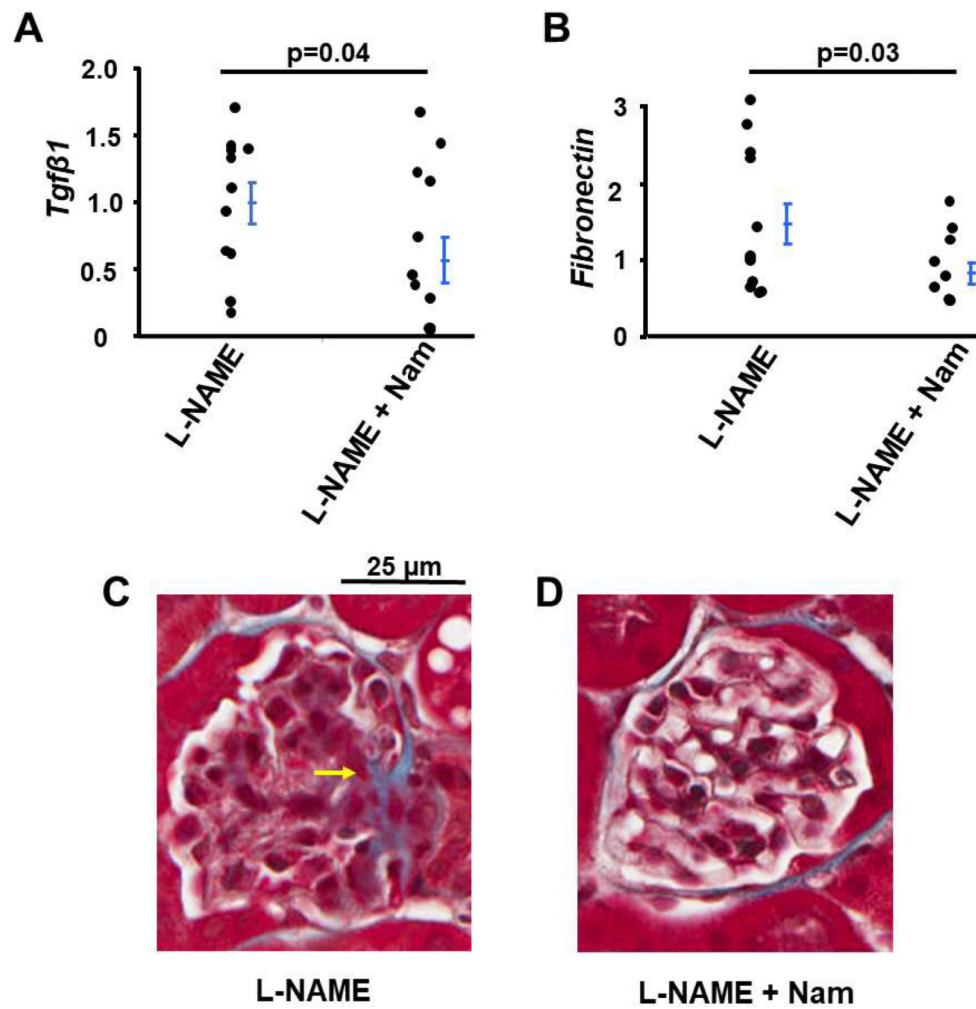 A
B
p=0.04
p=0.03
2.0
1.5
1.0
0.5
0
Tgfβ1
3
2
1
0
Fibronectin
L-NAME
L-NAME + Nam
L-NAME
L-NAME + Nam
25 µm
C
D
L-NAME
L-NAME + Nam